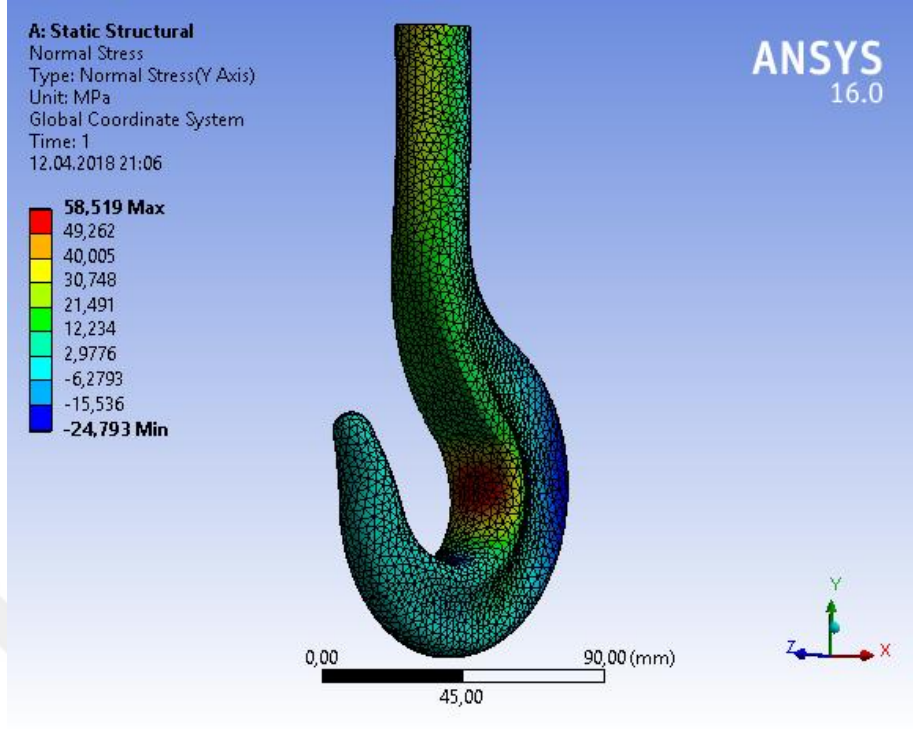 A: Static Structural
Normal Stress
Type: Normal Stress(Y Axis)
Unit: MPa
Global Coordinate System
Time: 1
12.04.2018 21:06
58,519 Max
49,262
40,005
30,748
21,491
12,234
2,9776
-6,2793
-15,536
-24,793 Min
ANSYS
16.0
0,00
90,00 (mm)
45,00
Y
Z
X